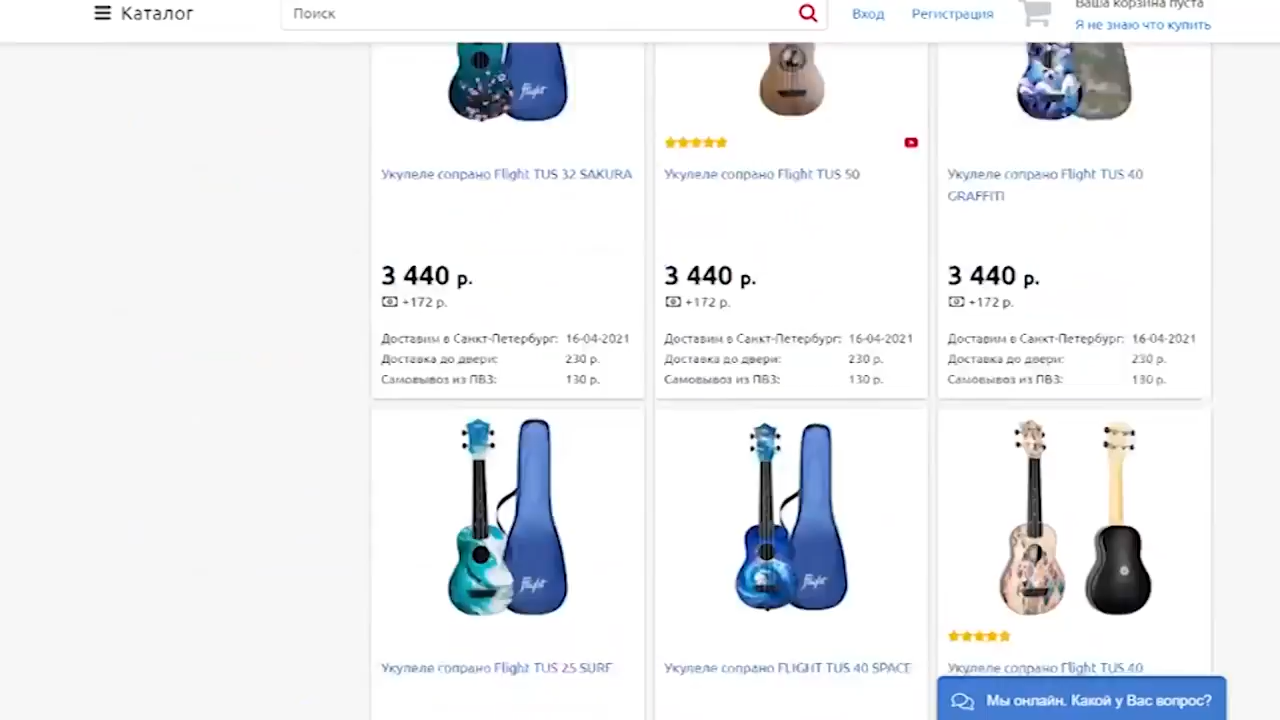 Каталог
Поиск
Вход
Регистрация
Ваша корзина пуста
Я не знаю что купить
Flight
Укулеле сопрано Flight TUS 32 SAKURA
Укулеле сопрано Flight TUS 50
Укулеле сопрано Flight TUS 40
GRAFFITI
3 440 р.
3 440 р.
3 440 р.
+172 р.
+172 р.
+172 р.
Доставим в Санкт-Петербург: 16-04-2021
Доставка до двери: 230 р.
Самовывоз из ПВЗ: 130 р.
Доставим в Санкт-Петербург: 16-04-2021
Доставка до двери: 230 р.
Самовывоз из ПВЗ: 130 р.
Доставим в Санкт-Петербург: 16-04-2021
Доставка до двери: 230 р.
Самовывоз из ПВЗ: 130 р.
Flight
Flight
Укулеле сопрано Flight TUS 25 SURF
Укулеле сопрано FLIGHT TUS 40 SPACE
Укулеле сопрано Flight TUS 40
Мы онлайн. Какой у Вас вопрос?